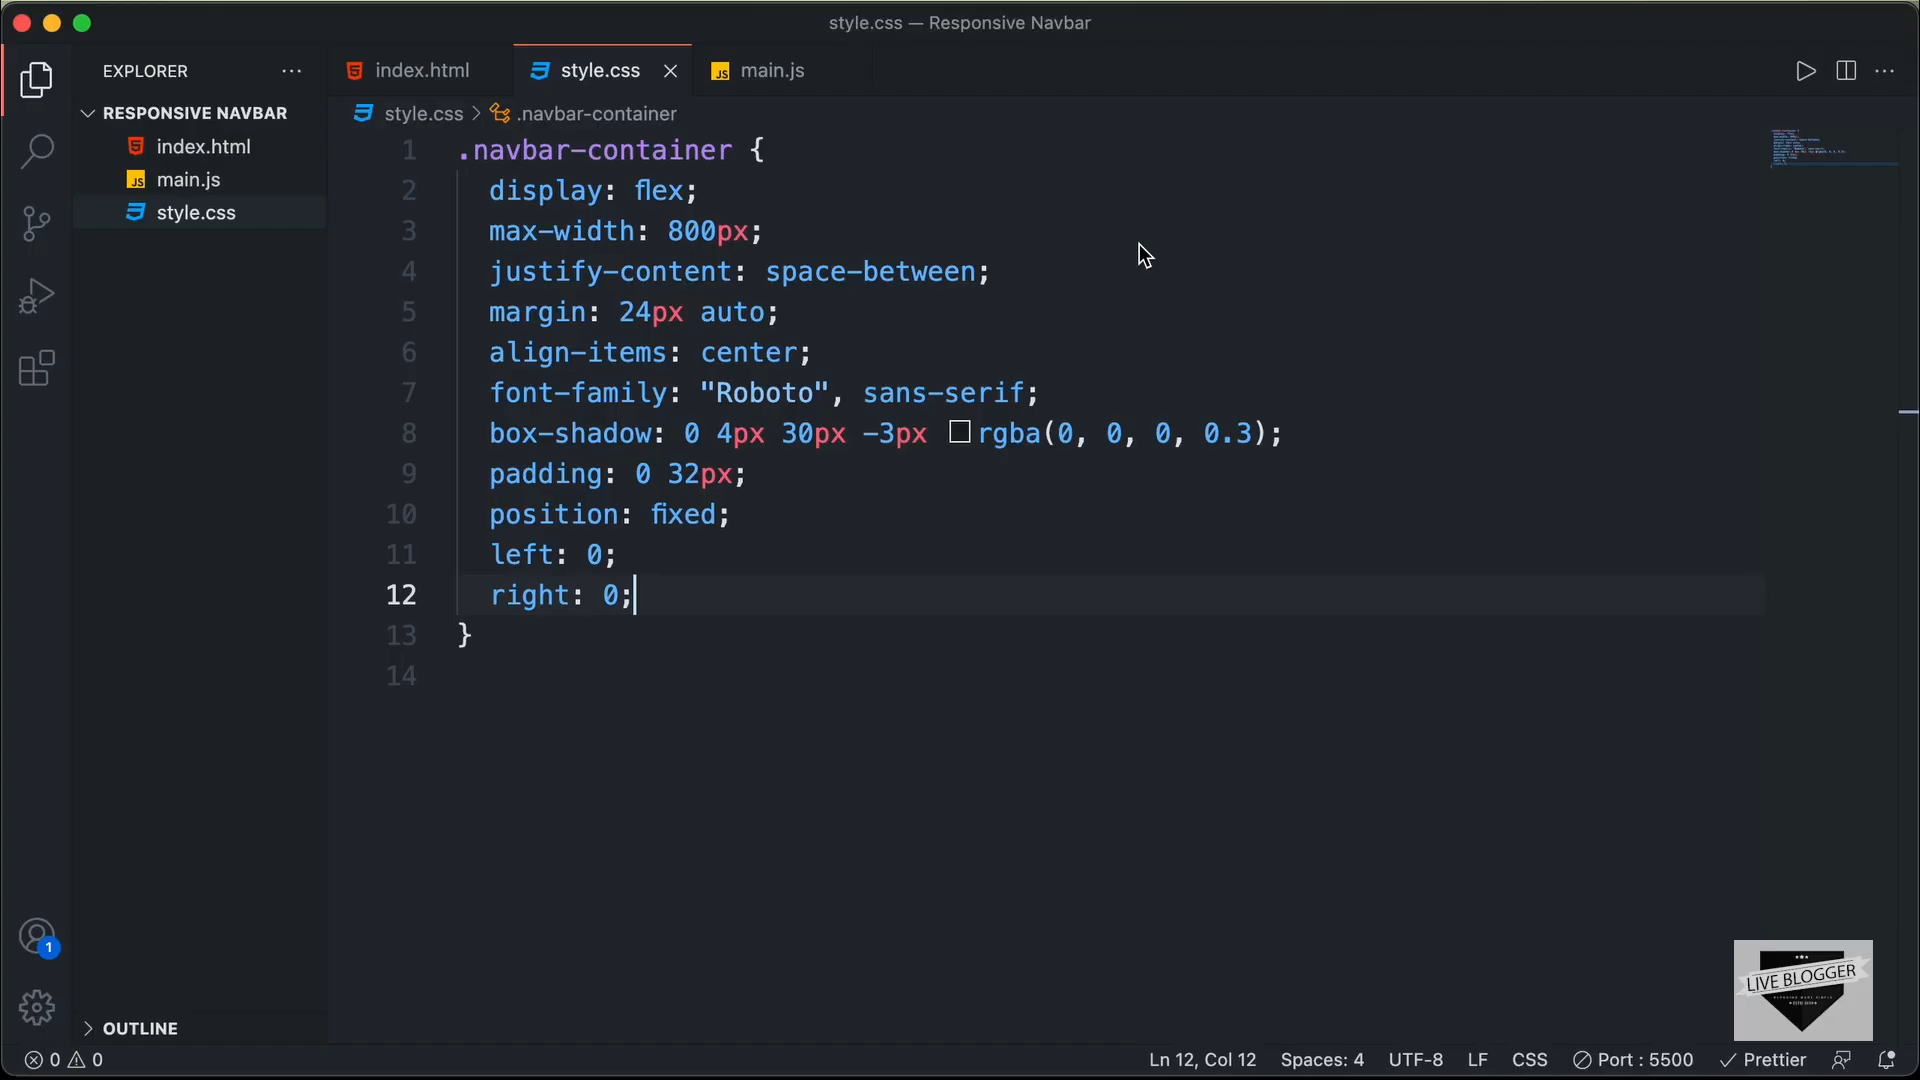 style.css — Responsive Navbar
EXPLORER
index.html
style.css
main.js
RESPONSIVE NAVBAR
index.html
main.js
style.css
style.css > .navbar-container
1 .navbar-container {
2 display: flex;
3 max-width: 800px;
4 justify-content: space-between;
5 margin: 24px auto;
6 align-items: center;
7 font-family: "Roboto", sans-serif;
8 box-shadow: 0 4px 30px -3px rgba(0, 0, 0, 0.3);
9 padding: 0 32px;
10 position: fixed;
11 left: 0;
12 right: 0;
13 }
14
1
OUTLINE
LIVE BLOGGER
0 0
Ln 12, Col 12
Spaces: 4
UTF-8
LF
CSS
Port : 5500
Prettier